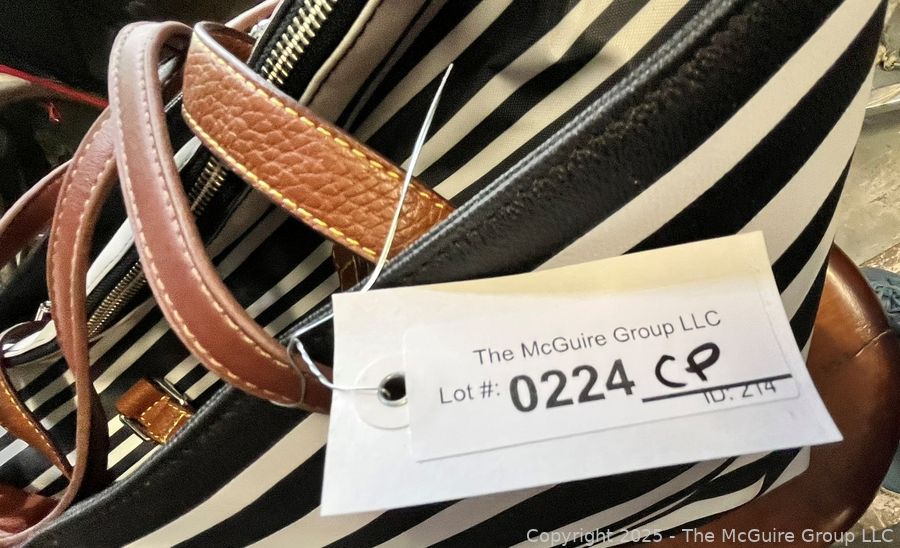 The McGuire Group LLC
Lot #: 0224 CP
ID: 214
Copyright 2025 - The McGuire Group LLC